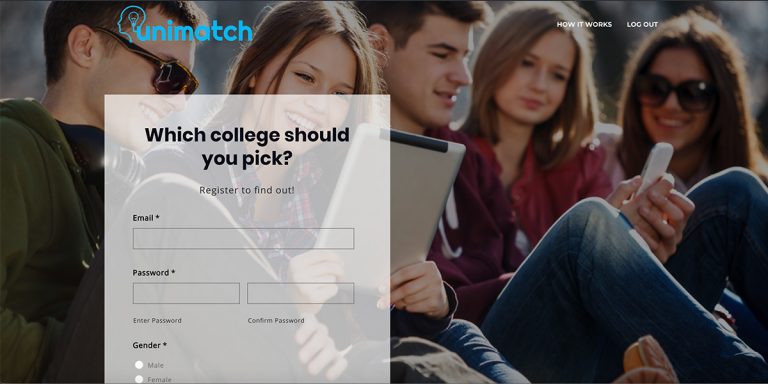 unimatch
HOW IT WORKS
LOG OUT
Which college should
you pick?
Register to find out!
Email *
Password *
Enter Password
Confirm Password
Gender *
Male
Female